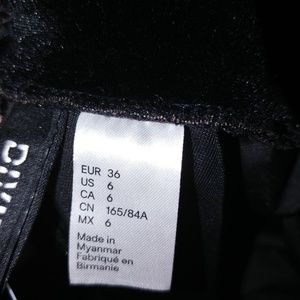 EUR 36
US 6
CA 6
CN 165/84A
MX 6
Made in
Myanmar
Fabriqué en
Birmanie